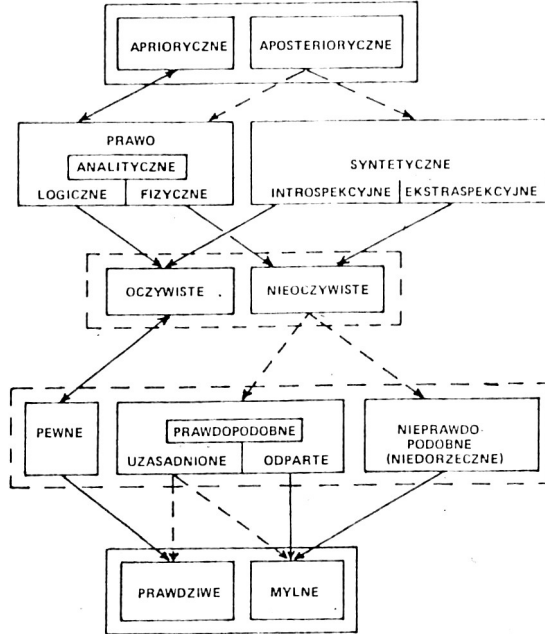 APRIORYCZNE APOSTERIORYCZNE
PRAWO
ANALITYCZNE
LOGICZNE FIZYCZNE
SYNTETYCZNE
INTROSPEKCYJNE EKSTRASPEKCYJNE
OCZYWISTE NIEOCZYWISTE
PEWNE
PRAWDOPODOBNE
UZASADNIONE ODPARTE
NIEPRAWDO-
PODOBNE
(NIEDORZECZNE)
PRAWDZIWE MYLNE